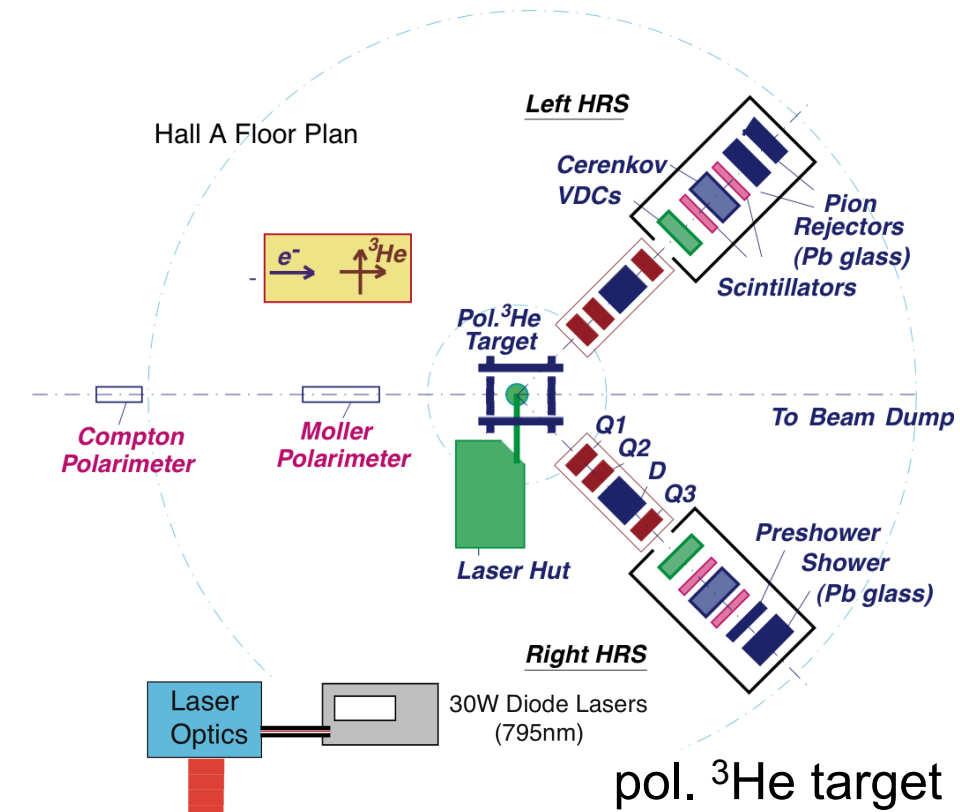 Left HRS
Hall A Floor Plan
Cerenkov
VDCs
Pion
Rejectors
(Pb glass)
Scintillators
e⁻
³He
-
Pol.³He
Target
To Beam Dump
Compton
Polarimeter
Moller
Polarimeter
Q1
Q2
D
Q3
Laser Hut
Preshower
Shower
(Pb glass)
Right HRS
Laser
Optics
30W Diode Lasers
(795nm)
pol. ³He target